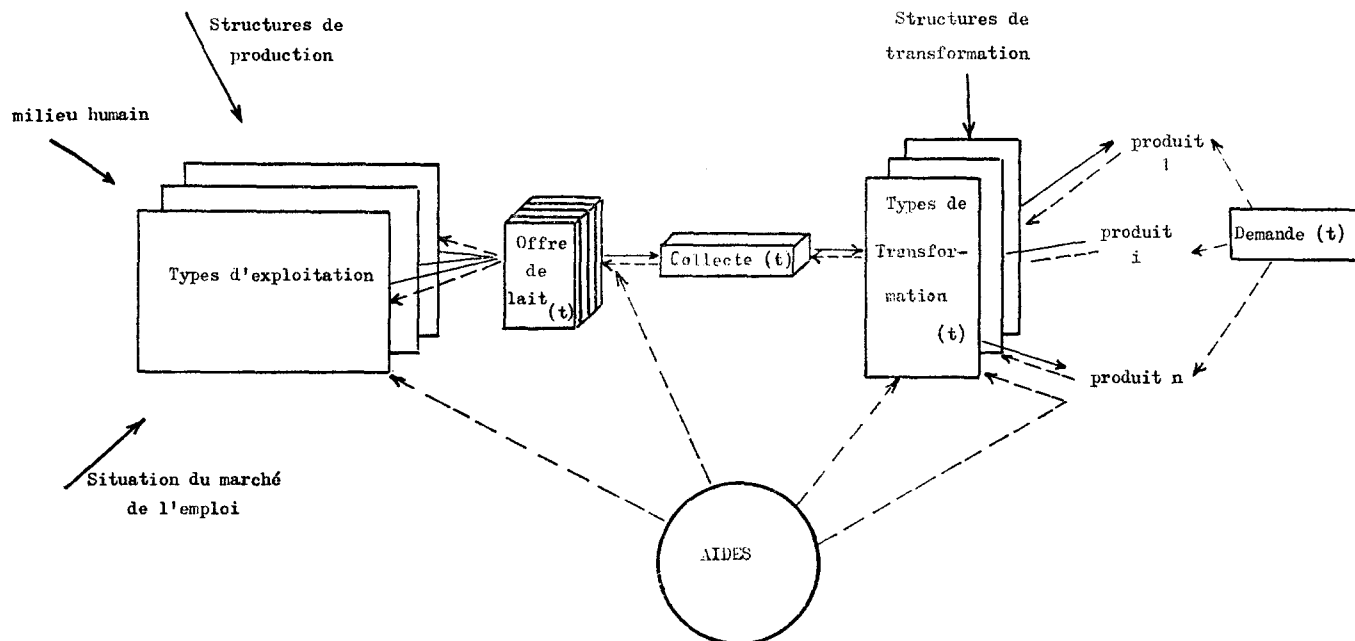 Structures de
production
milieu humain
Types d'exploitation
Situation du marché
de l'emploi
Offre
de
lait (t)
Collecte (t)
Structures de
transformation
Types de
Transfor-
mation
(t)
produit
1
produit
i
produit n
Demande (t)
AIDES